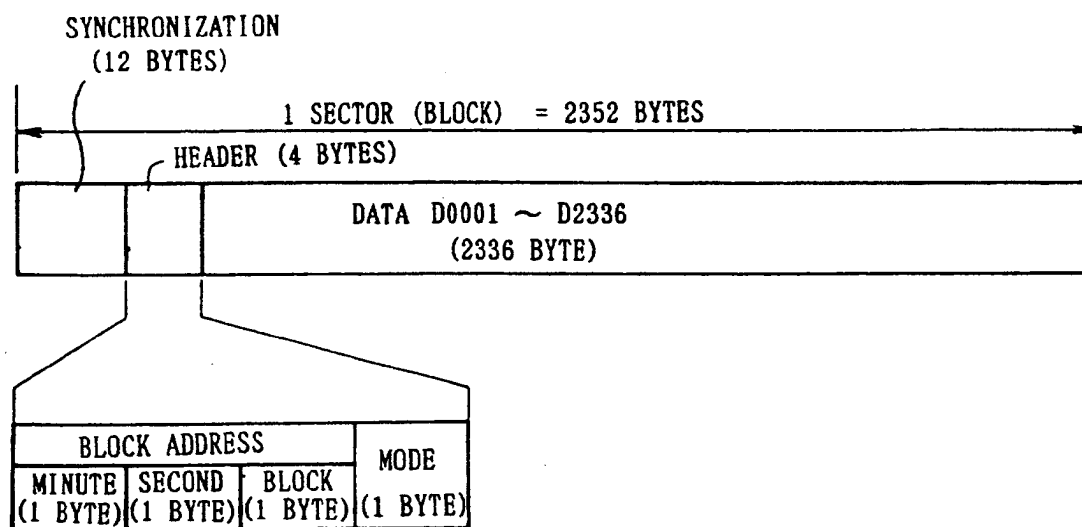 SYNCHRONIZATION
(12 BYTES)
1 SECTOR (BLOCK) = 2352 BYTES
HEADER (4 BYTES)
DATA D0001 ~ D2336
(2336 BYTE)
BLOCK ADDRESS
MODE
(1 BYTE)
MINUTE
(1 BYTE)
SECOND
(1 BYTE)
BLOCK
(1 BYTE)